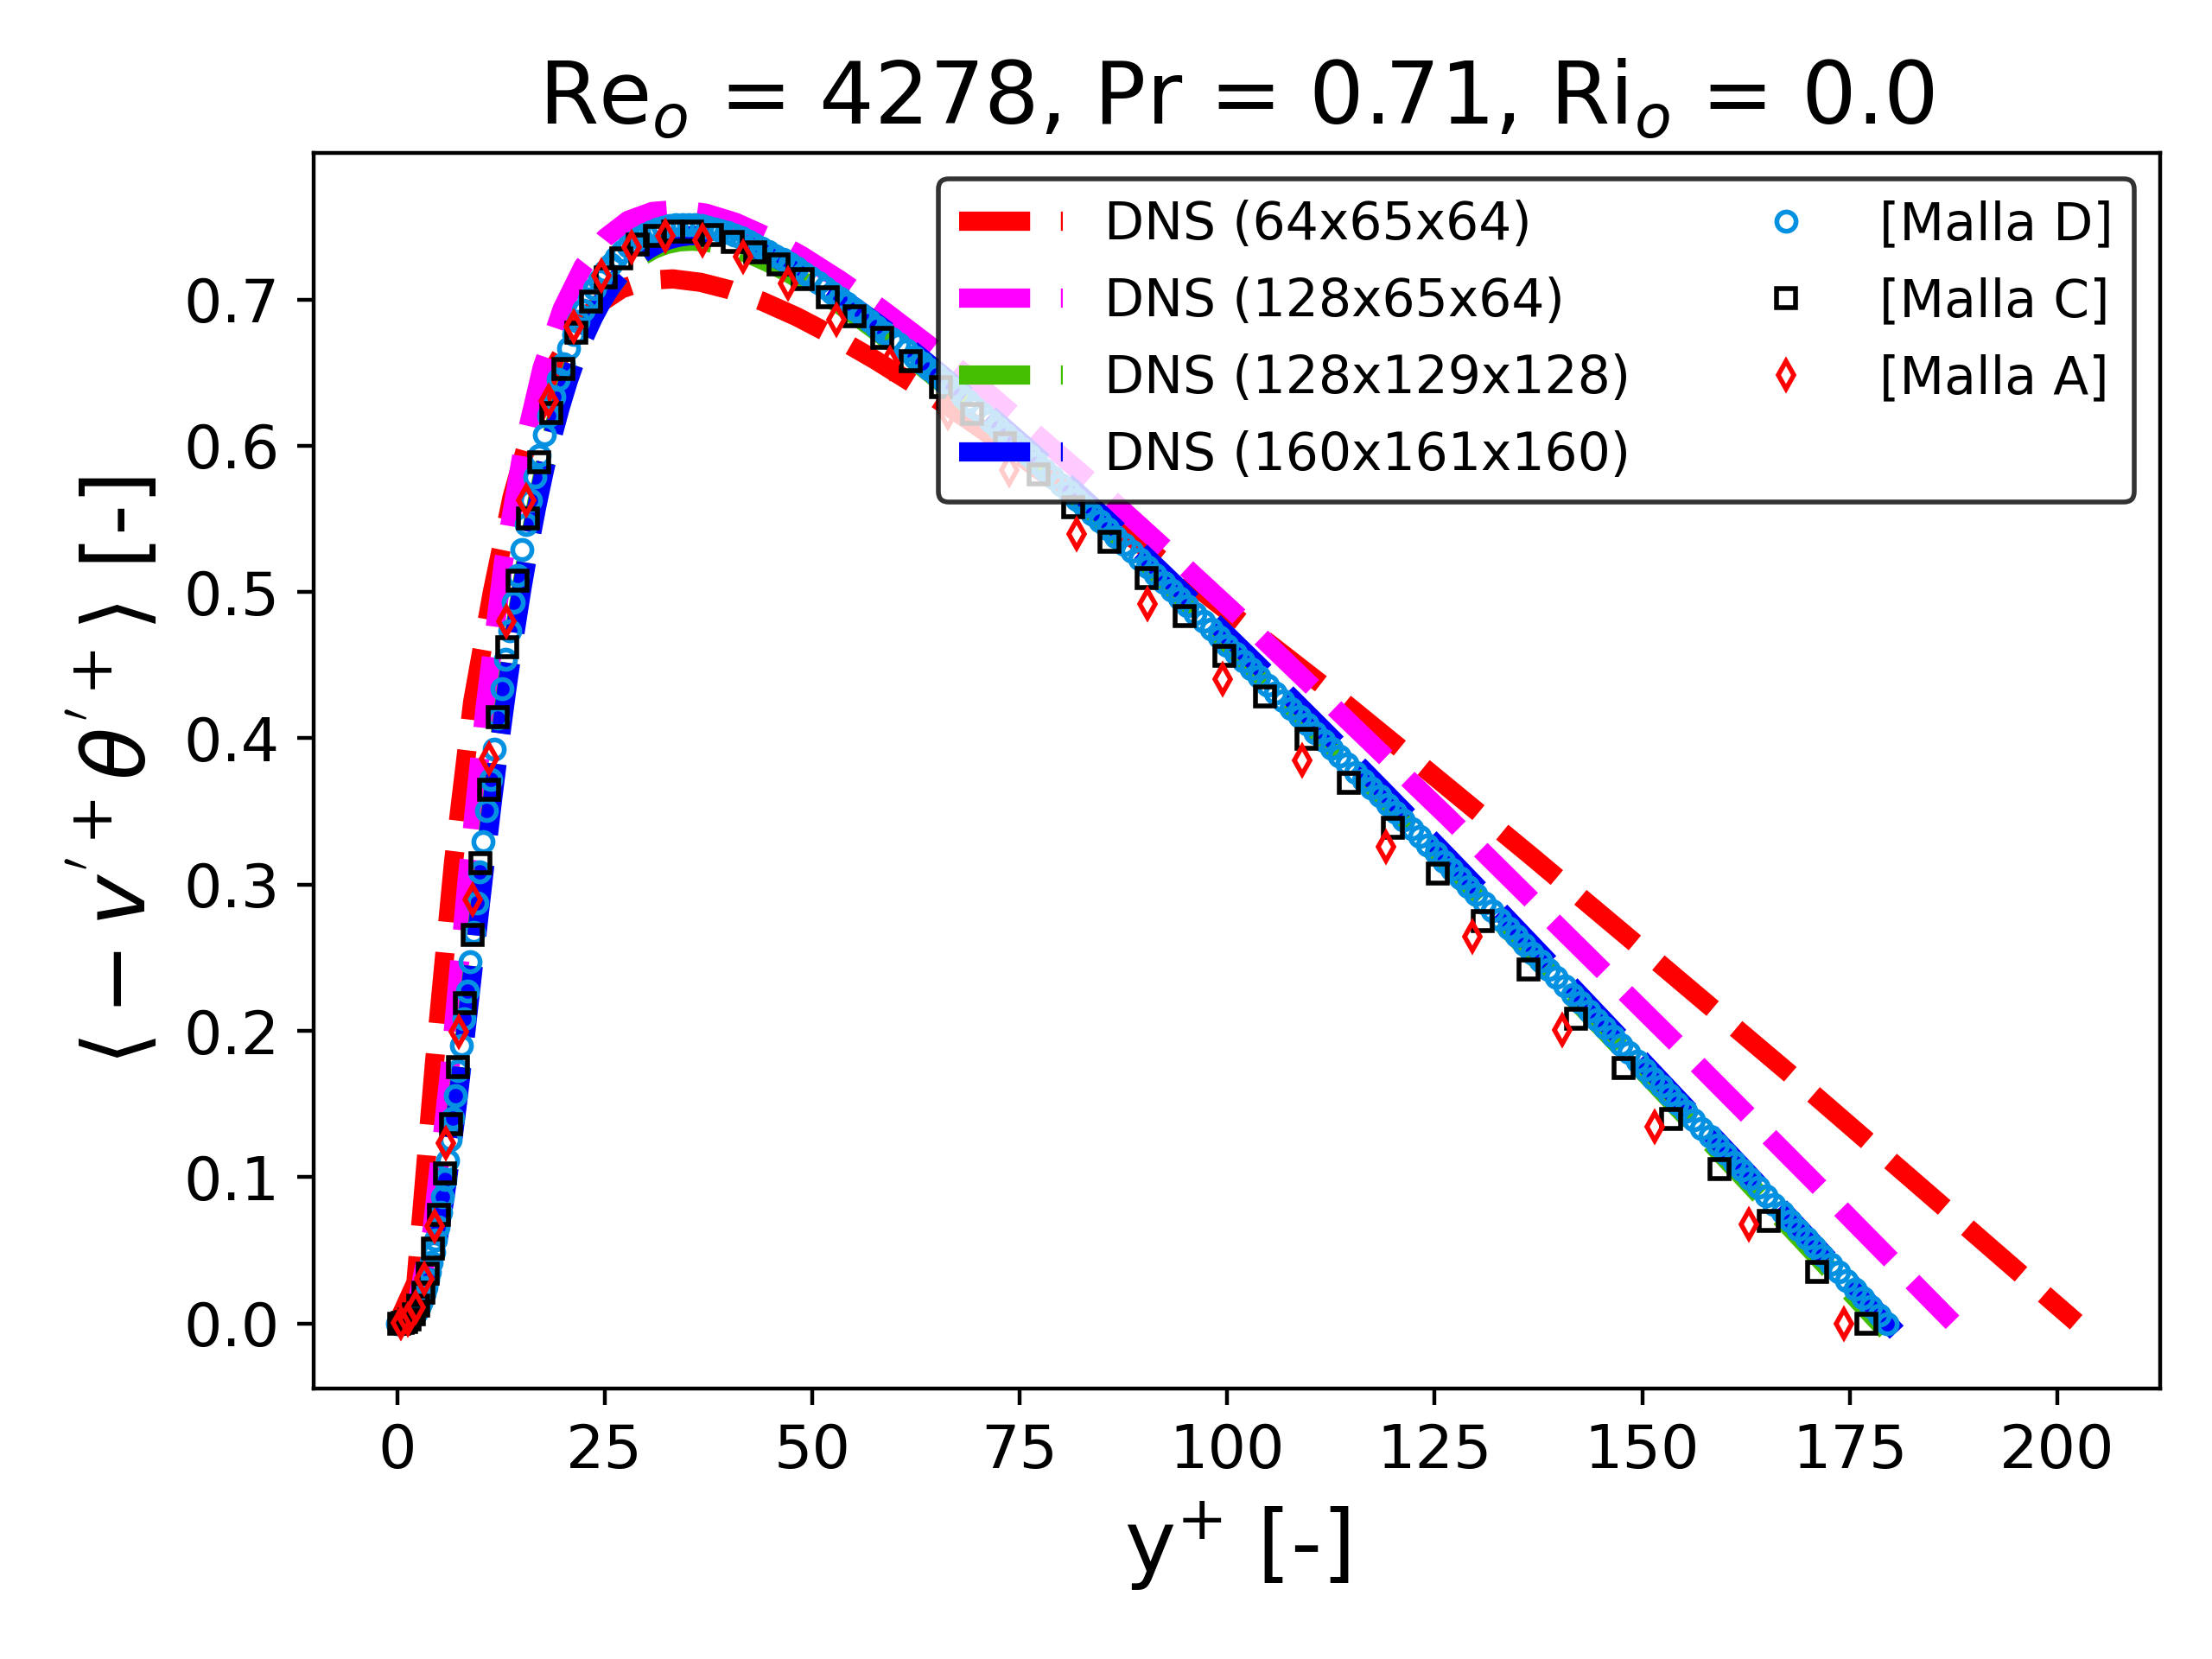 Reₒ = 4278, Pr = 0.71, Riₒ = 0.0
⟨ − v′⁺ θ′⁺ ⟩ [-]
DNS (64x65x64)
DNS (128x65x64)
DNS (128x129x128)
DNS (160x161x160)
[Malla D]
[Malla C]
[Malla A]
0.7
0.6
0.5
0.4
0.3
0.2
0.1
0.0
0 25 50 75 100 125 150 175 200
y⁺ [-]